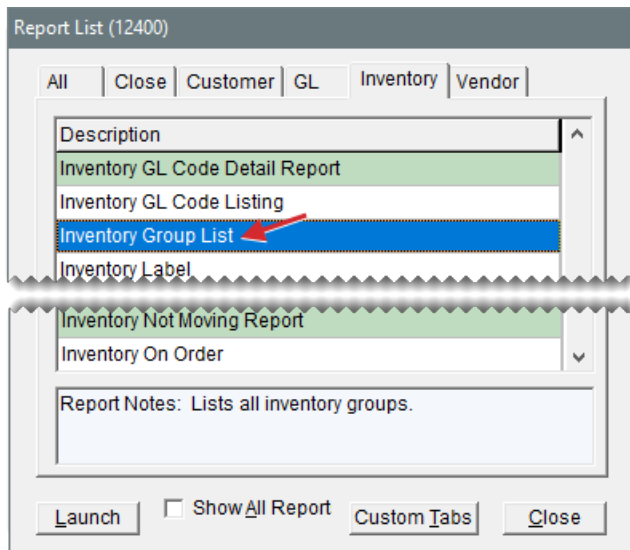 Report List (12400)
All Close Customer GL Inventory Vendor
Description
Inventory GL Code Detail Report
Inventory GL Code Listing
Inventory Group List
Inventory Label
Inventory Not Moving Report
Inventory On Order
Report Notes: Lists all inventory groups.
Launch Show All Report Custom Tabs Close